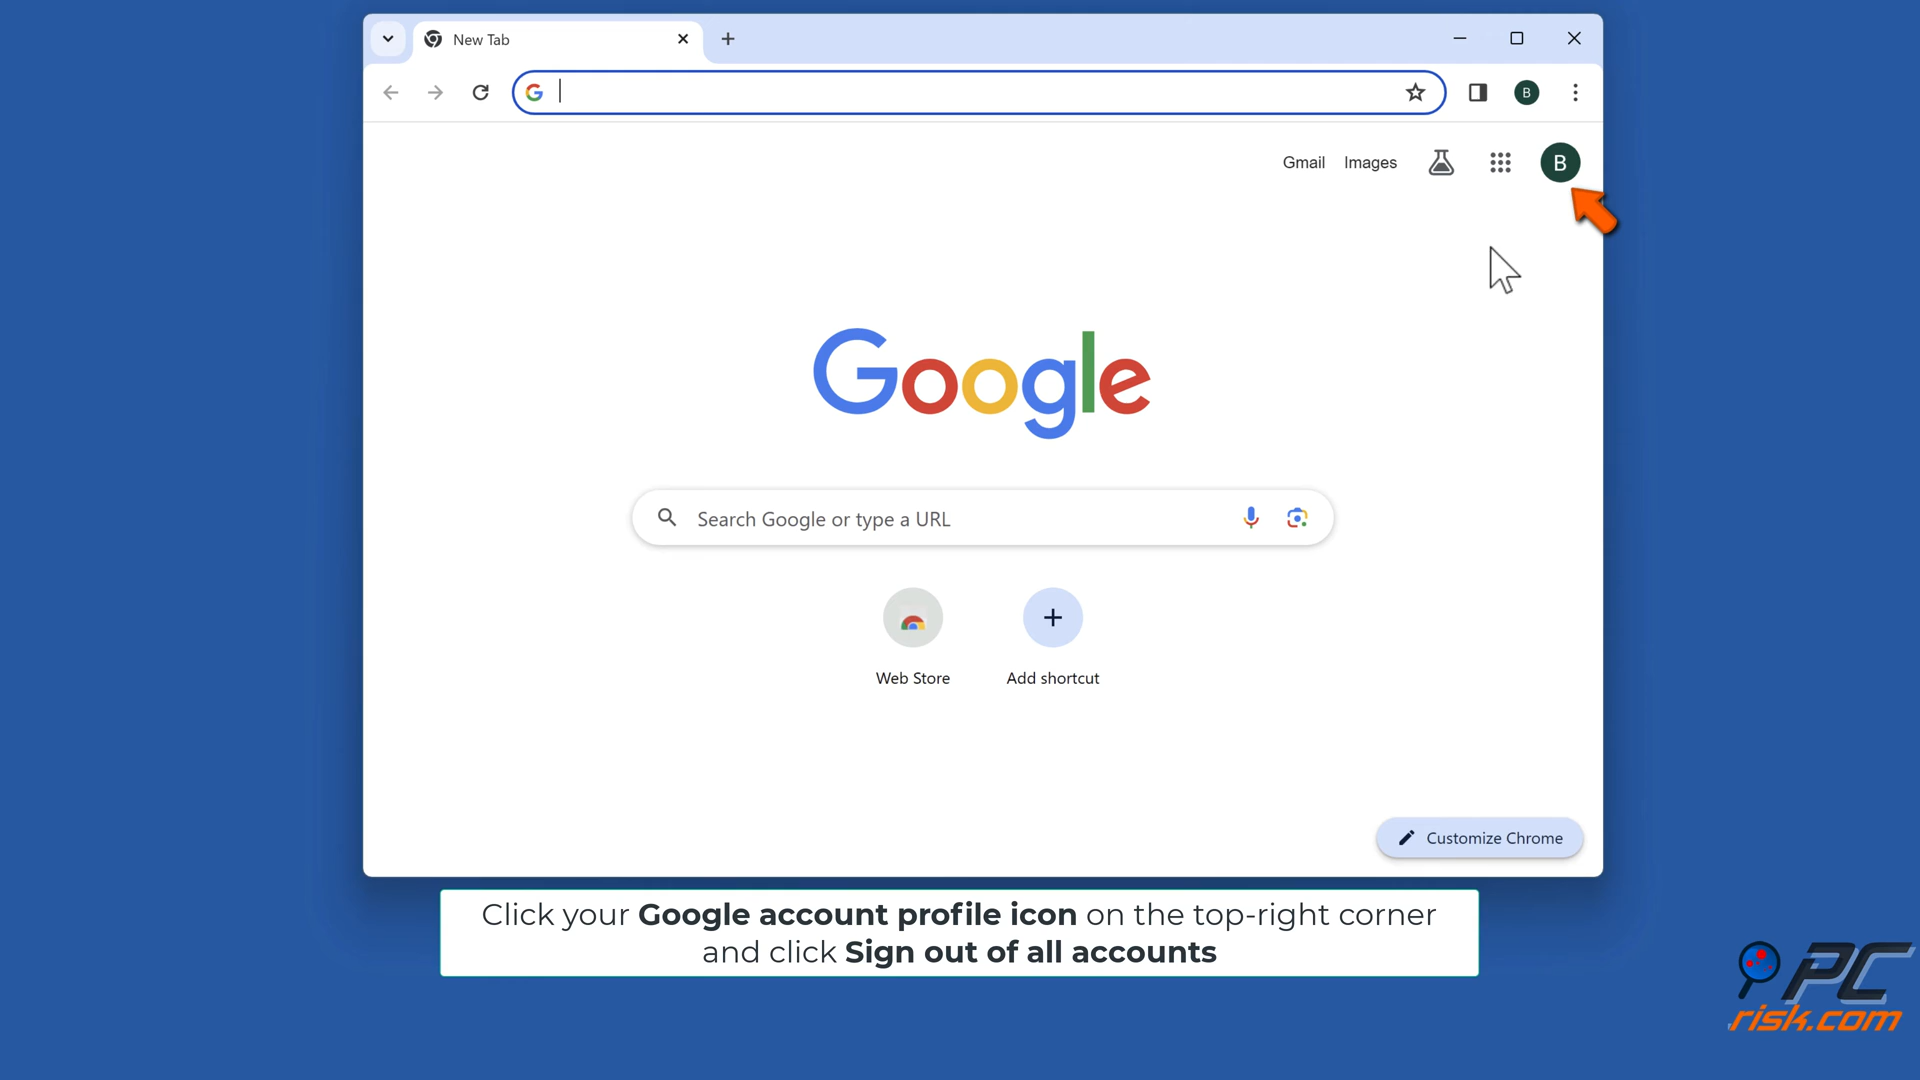 New Tab
B
Gmail Images B
Google
Search Google or type a URL
Web Store Add shortcut
Customize Chrome
Click your Google account profile icon on the top-right corner
and click Sign out of all accounts
PC
risk.com